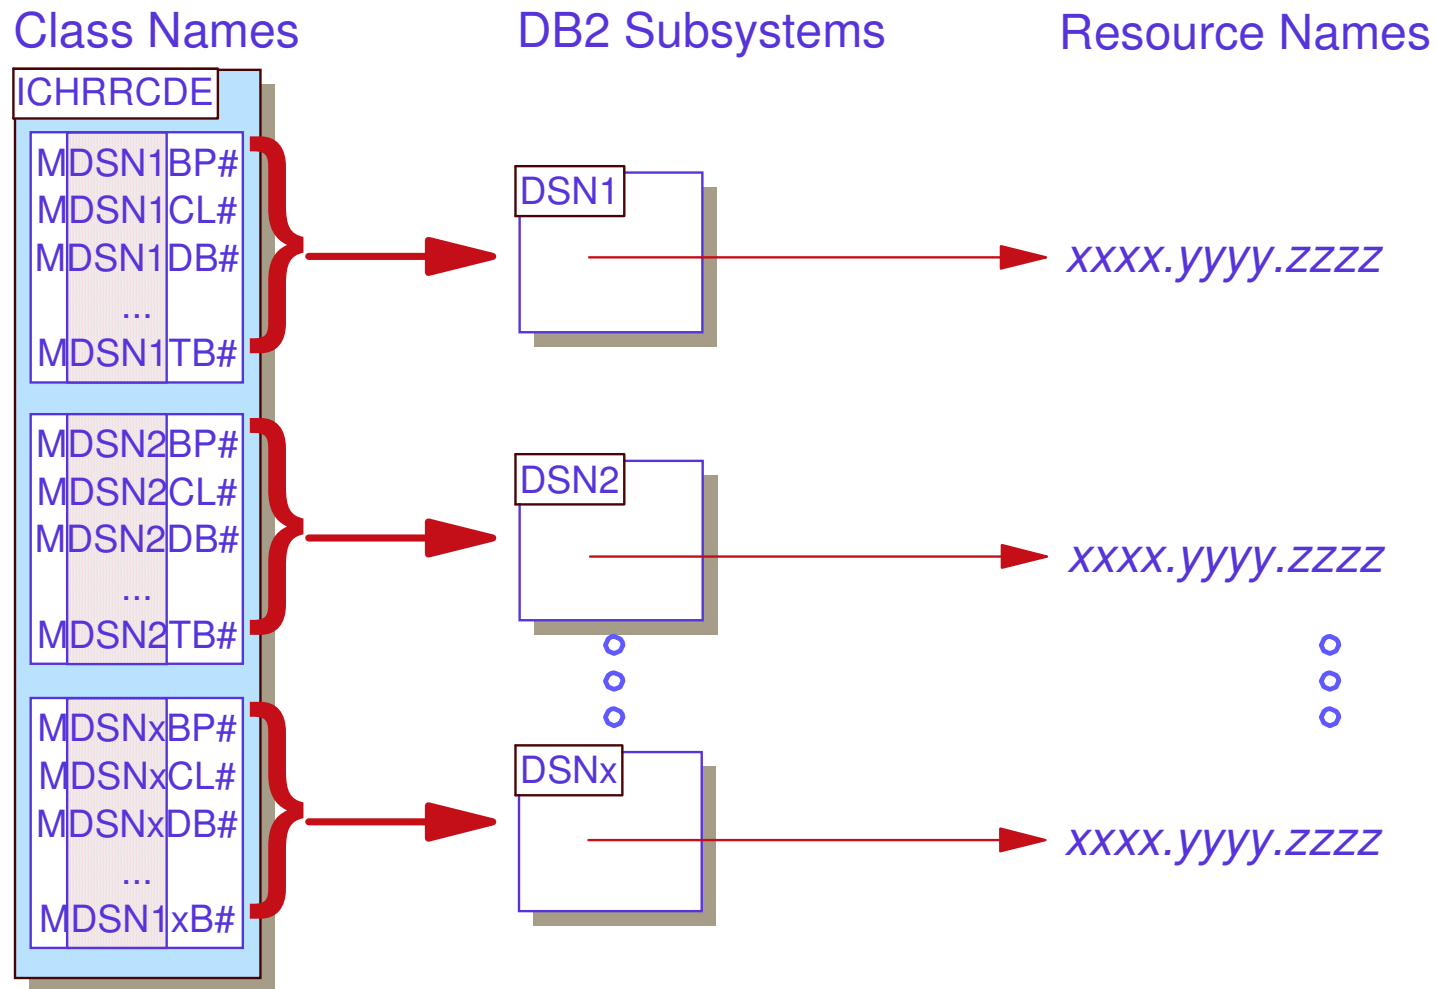 Class Names
DB2 Subsystems
Resource Names
ICHRRCDE
MDSN1BP#
MDSN1CL#
MDSN1DB#
...
MDSN1TB#
DSN1
xxxx.yyyy.zzzz
MDSN2BP#
MDSN2CL#
MDSN2DB#
...
MDSN2TB#
DSN2
xxxx.yyyy.zzzz
MDSNxBP#
MDSNxCL#
MDSNxDB#
...
MDSN1xB#
DSNx
xxxx.yyyy.zzzz